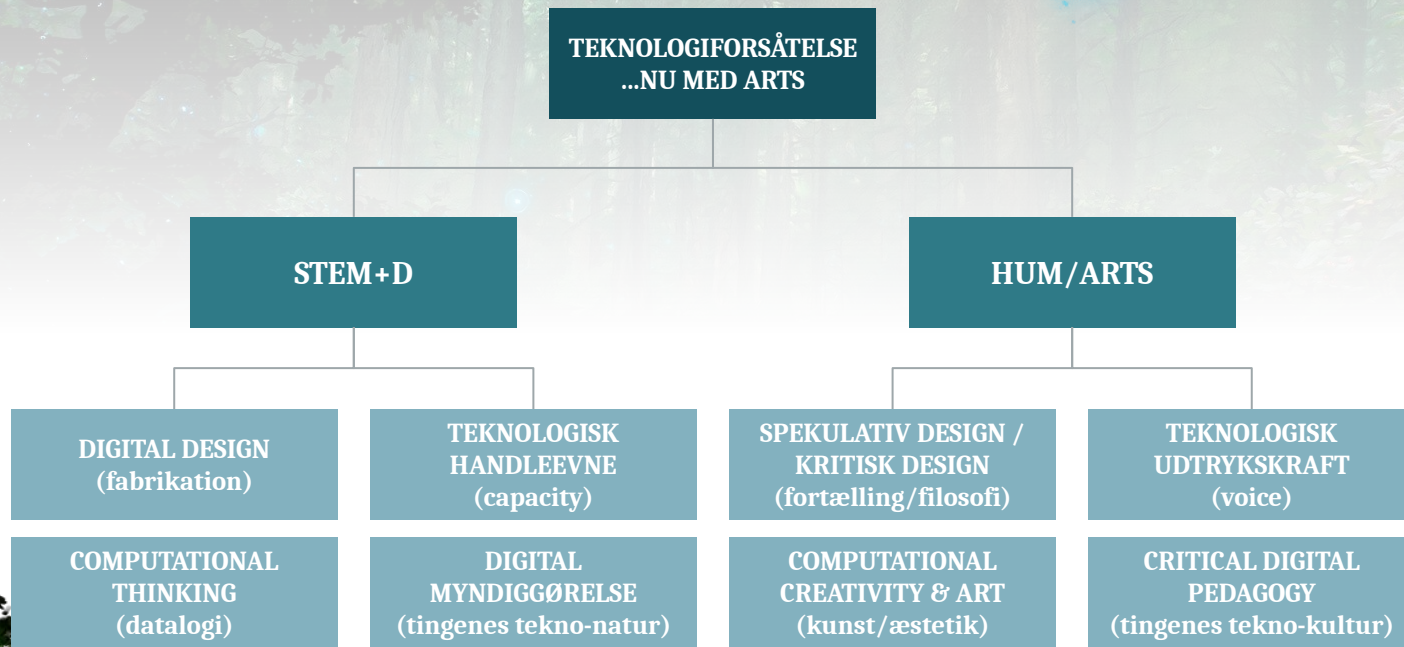 TEKNOLOGIFORSÅTELSE
...NU MED ARTS
STEM+D
HUM/ARTS
DIGITAL DESIGN
(fabrikation)
TEKNOLOGISK
HANDLEEVNE
(capacity)
SPEKULATIV DESIGN /
KRITISK DESIGN
(fortælling/filosofi)
TEKNOLOGISK
UDTRYKSKRAFT
(voice)
COMPUTATIONAL
THINKING
(datalogi)
DIGITAL
MYNDIGGØRELSE
(tingenes tekno-natur)
COMPUTATIONAL
CREATIVITY & ART
(kunst/æstetik)
CRITICAL DIGITAL
PEDAGOGY
(tingenes tekno-kultur)